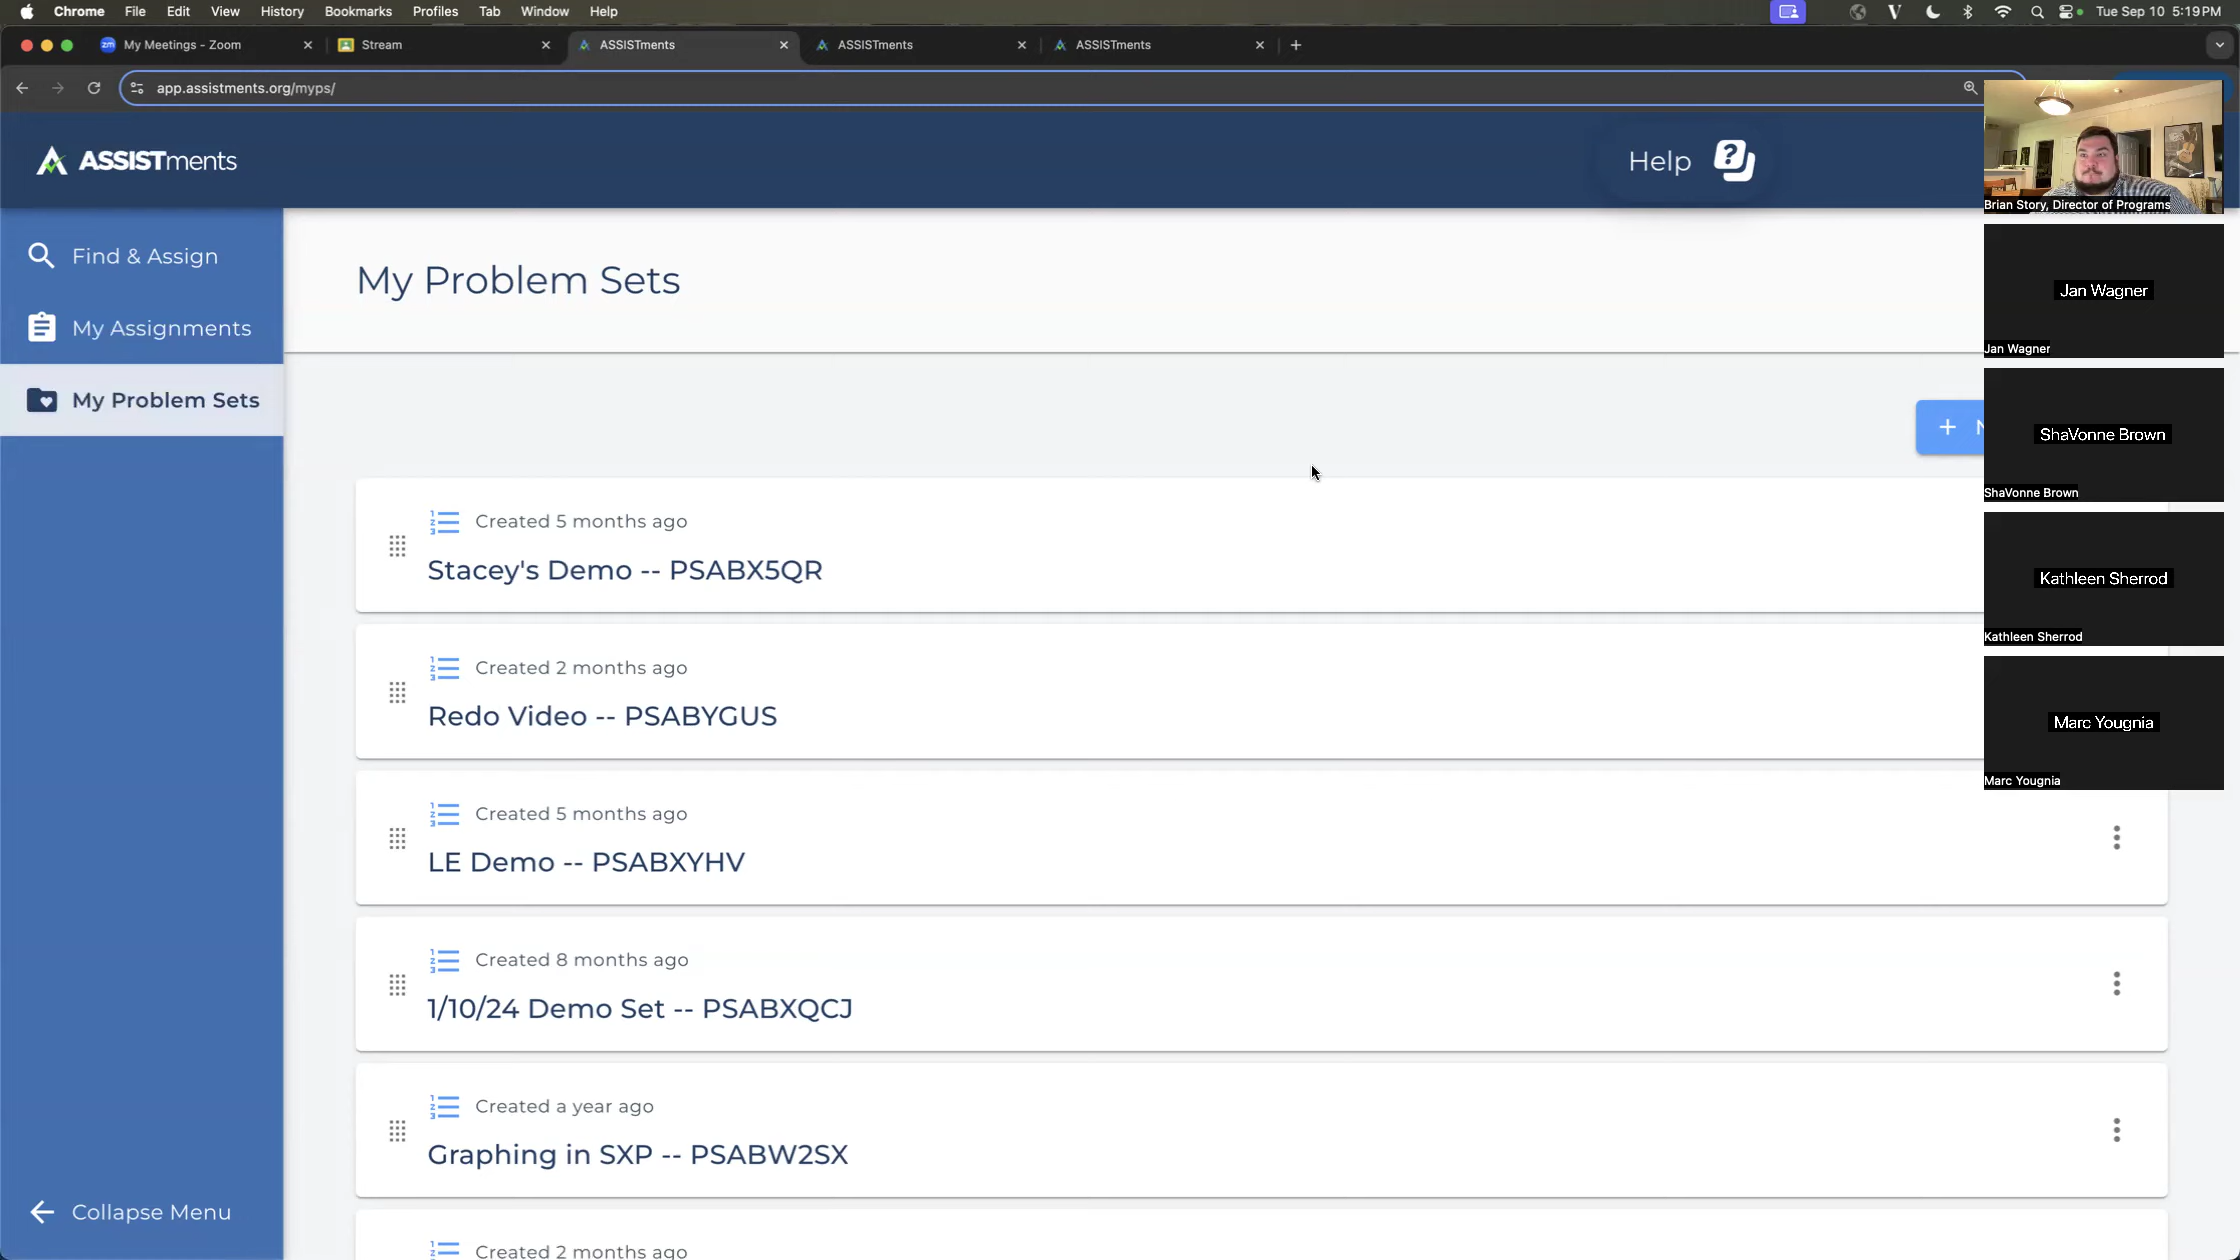 Chrome File Edit View History Bookmarks Profiles Tab Window Help
V
Tue Sep 10 5:19 PM
zm My Meetings - Zoom
Stream
ASSISTments
ASSISTments
ASSISTments
app.assistments.org/myps/
ASSISTments
Help
Find & Assign
My Assignments
My Problem Sets
Collapse Menu
My Problem Sets
+ N
Created 5 months ago
Stacey's Demo -- PSABX5QR
Created 2 months ago
Redo Video -- PSABYGUS
Created 5 months ago
LE Demo -- PSABXYHV
Created 8 months ago
1/10/24 Demo Set -- PSABXQCJ
Created a year ago
Graphing in SXP -- PSABW2SX
Created 2 months ago
Brian Story, Director of Programs
Jan Wagner
Jan Wagner
ShaVonne Brown
ShaVonne Brown
Kathleen Sherrod
Kathleen Sherrod
Marc Yougnia
Marc Yougnia